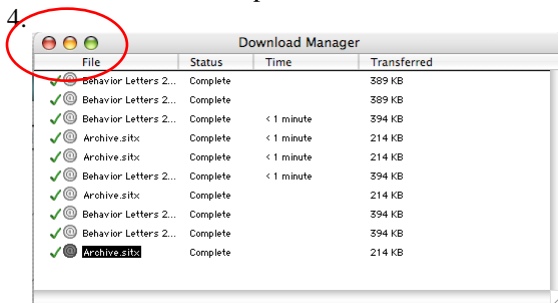 4.
Download Manager
File Status Time Transferred
Behavior Letters 2... Complete 389 KB
Behavior Letters 2... Complete 389 KB
Behavior Letters 2... Complete < 1 minute 394 KB
Archive.sitx Complete < 1 minute 214 KB
Archive.sitx Complete < 1 minute 214 KB
Behavior Letters 2... Complete < 1 minute 394 KB
Archive.sitx Complete 214 KB
Behavior Letters 2... Complete 394 KB
Behavior Letters 2... Complete 394 KB
Archive.sitx Complete 214 KB